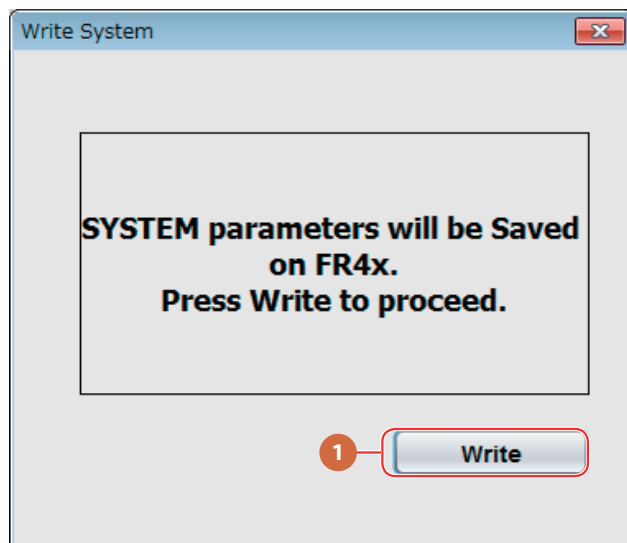 Write System
SYSTEM parameters will be Saved
on FR4x.
Press Write to proceed.
1
Write